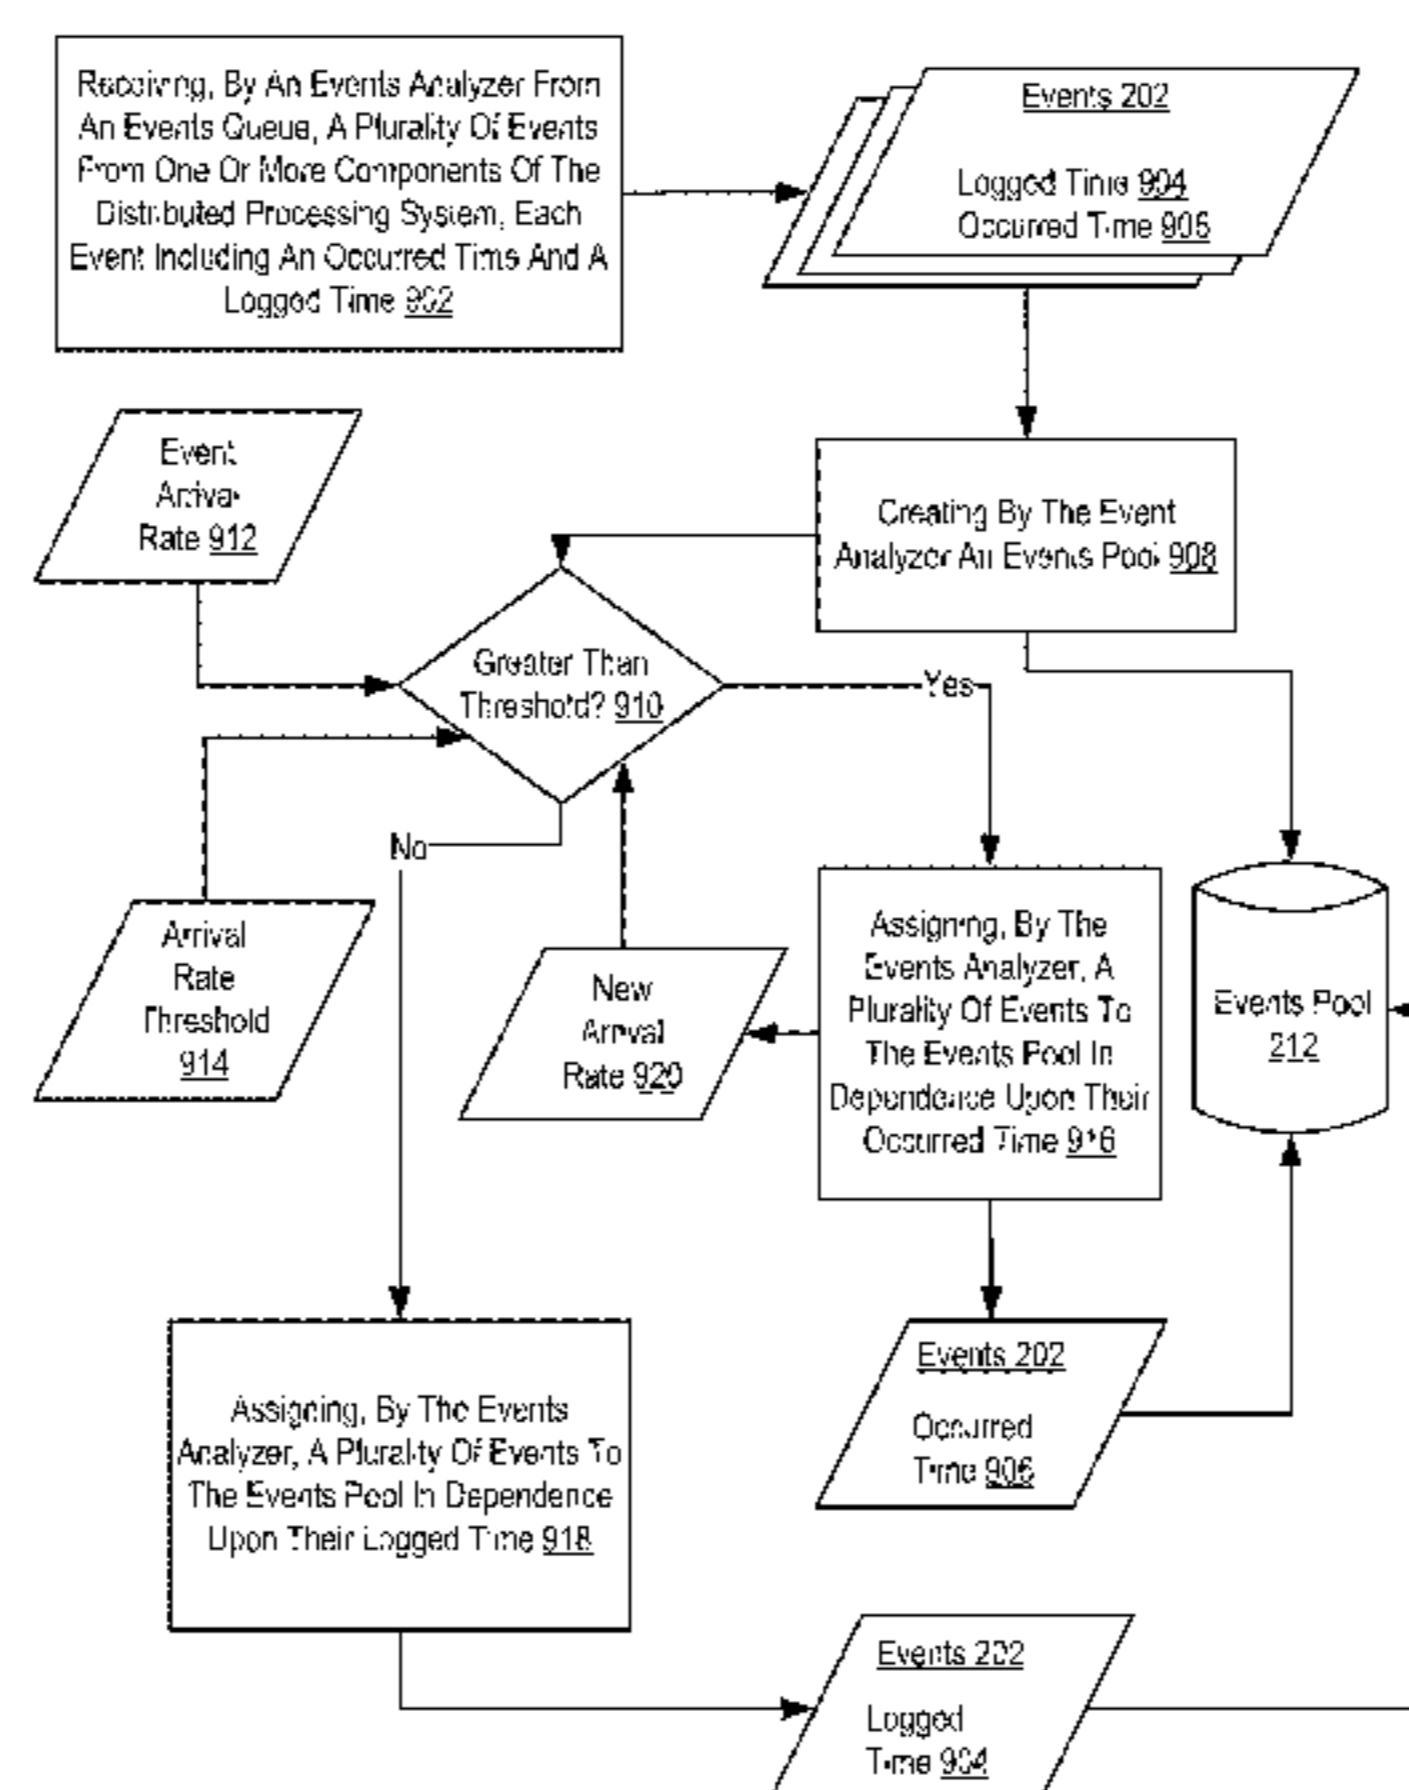 Receiving, By An Events Analyzer From
An Events Queue, A Plurality Of Events
From One Or More Components Of The
Distributed Processing System, Each
Event Including An Occurred Time And A
Logged Time 902
Events 202
Logged Time 904
Occurred Time 906
Event
Arrival
Rate 912
Creating By The Event
Analyzer An Events Pool 908
Greater Than
Threshold? 910
Yes
No
Arrival
Rate
Threshold
914
New
Arrival
Rate 920
Assigning, By The
Events Analyzer, A
Plurality Of Events To
The Events Pool In
Dependence Upon Their
Occurred Time 916
Events Pool
212
Events 202
Occurred
Time 906
Assigning, By The Events
Analyzer, A Plurality Of Events To
The Events Pool In Dependence
Upon Their Logged Time 918
Events 202
Logged
Time 904